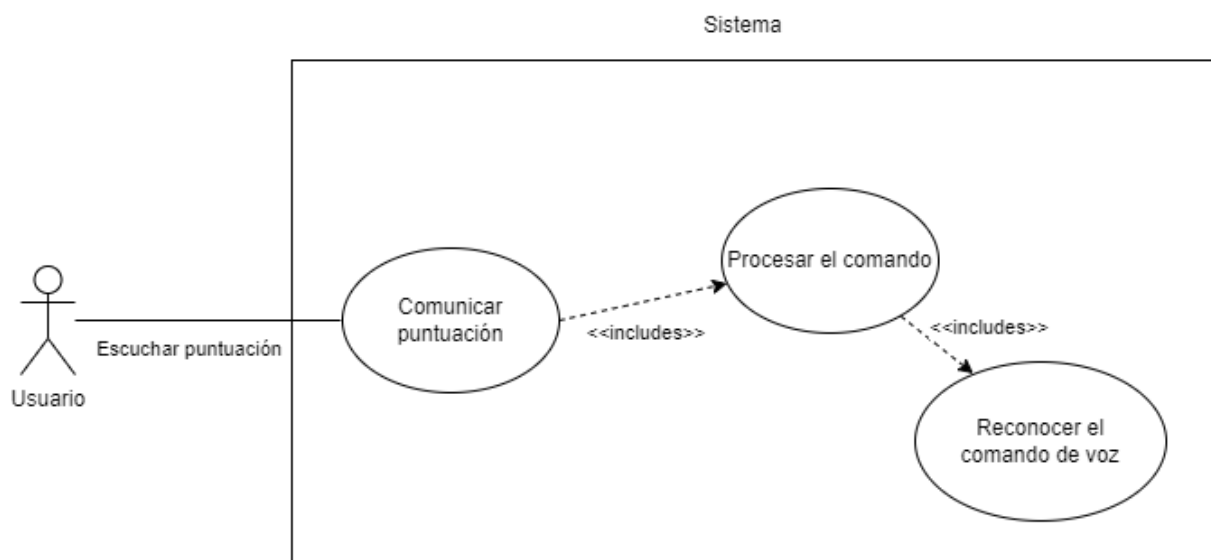 Sistema
Procesar el comando
Comunicar
puntuación
<<includes>>
<<includes>>
Escuchar puntuación
Usuario
Reconocer el
comando de voz